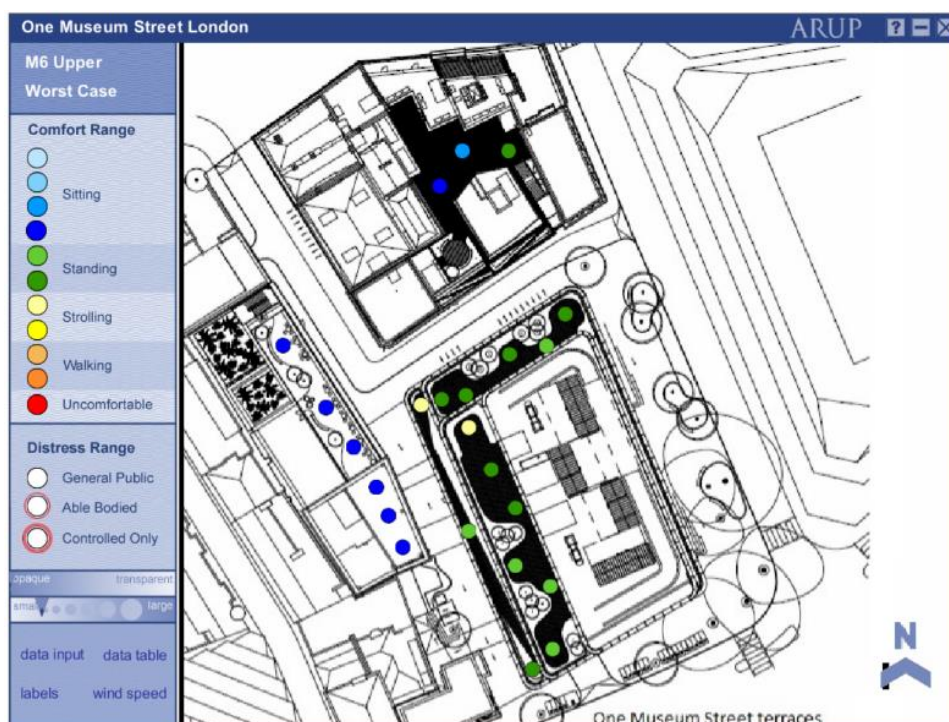 One Museum Street London
ARUP
?
M6 Upper
Worst Case
Comfort Range
Sitting
Standing
Strolling
Walking
Uncomfortable
Distress Range
General Public
Able Bodied
Controlled Only
opaque transparent
small large
data input data table
labels wind speed
N
One Museum Street terraces